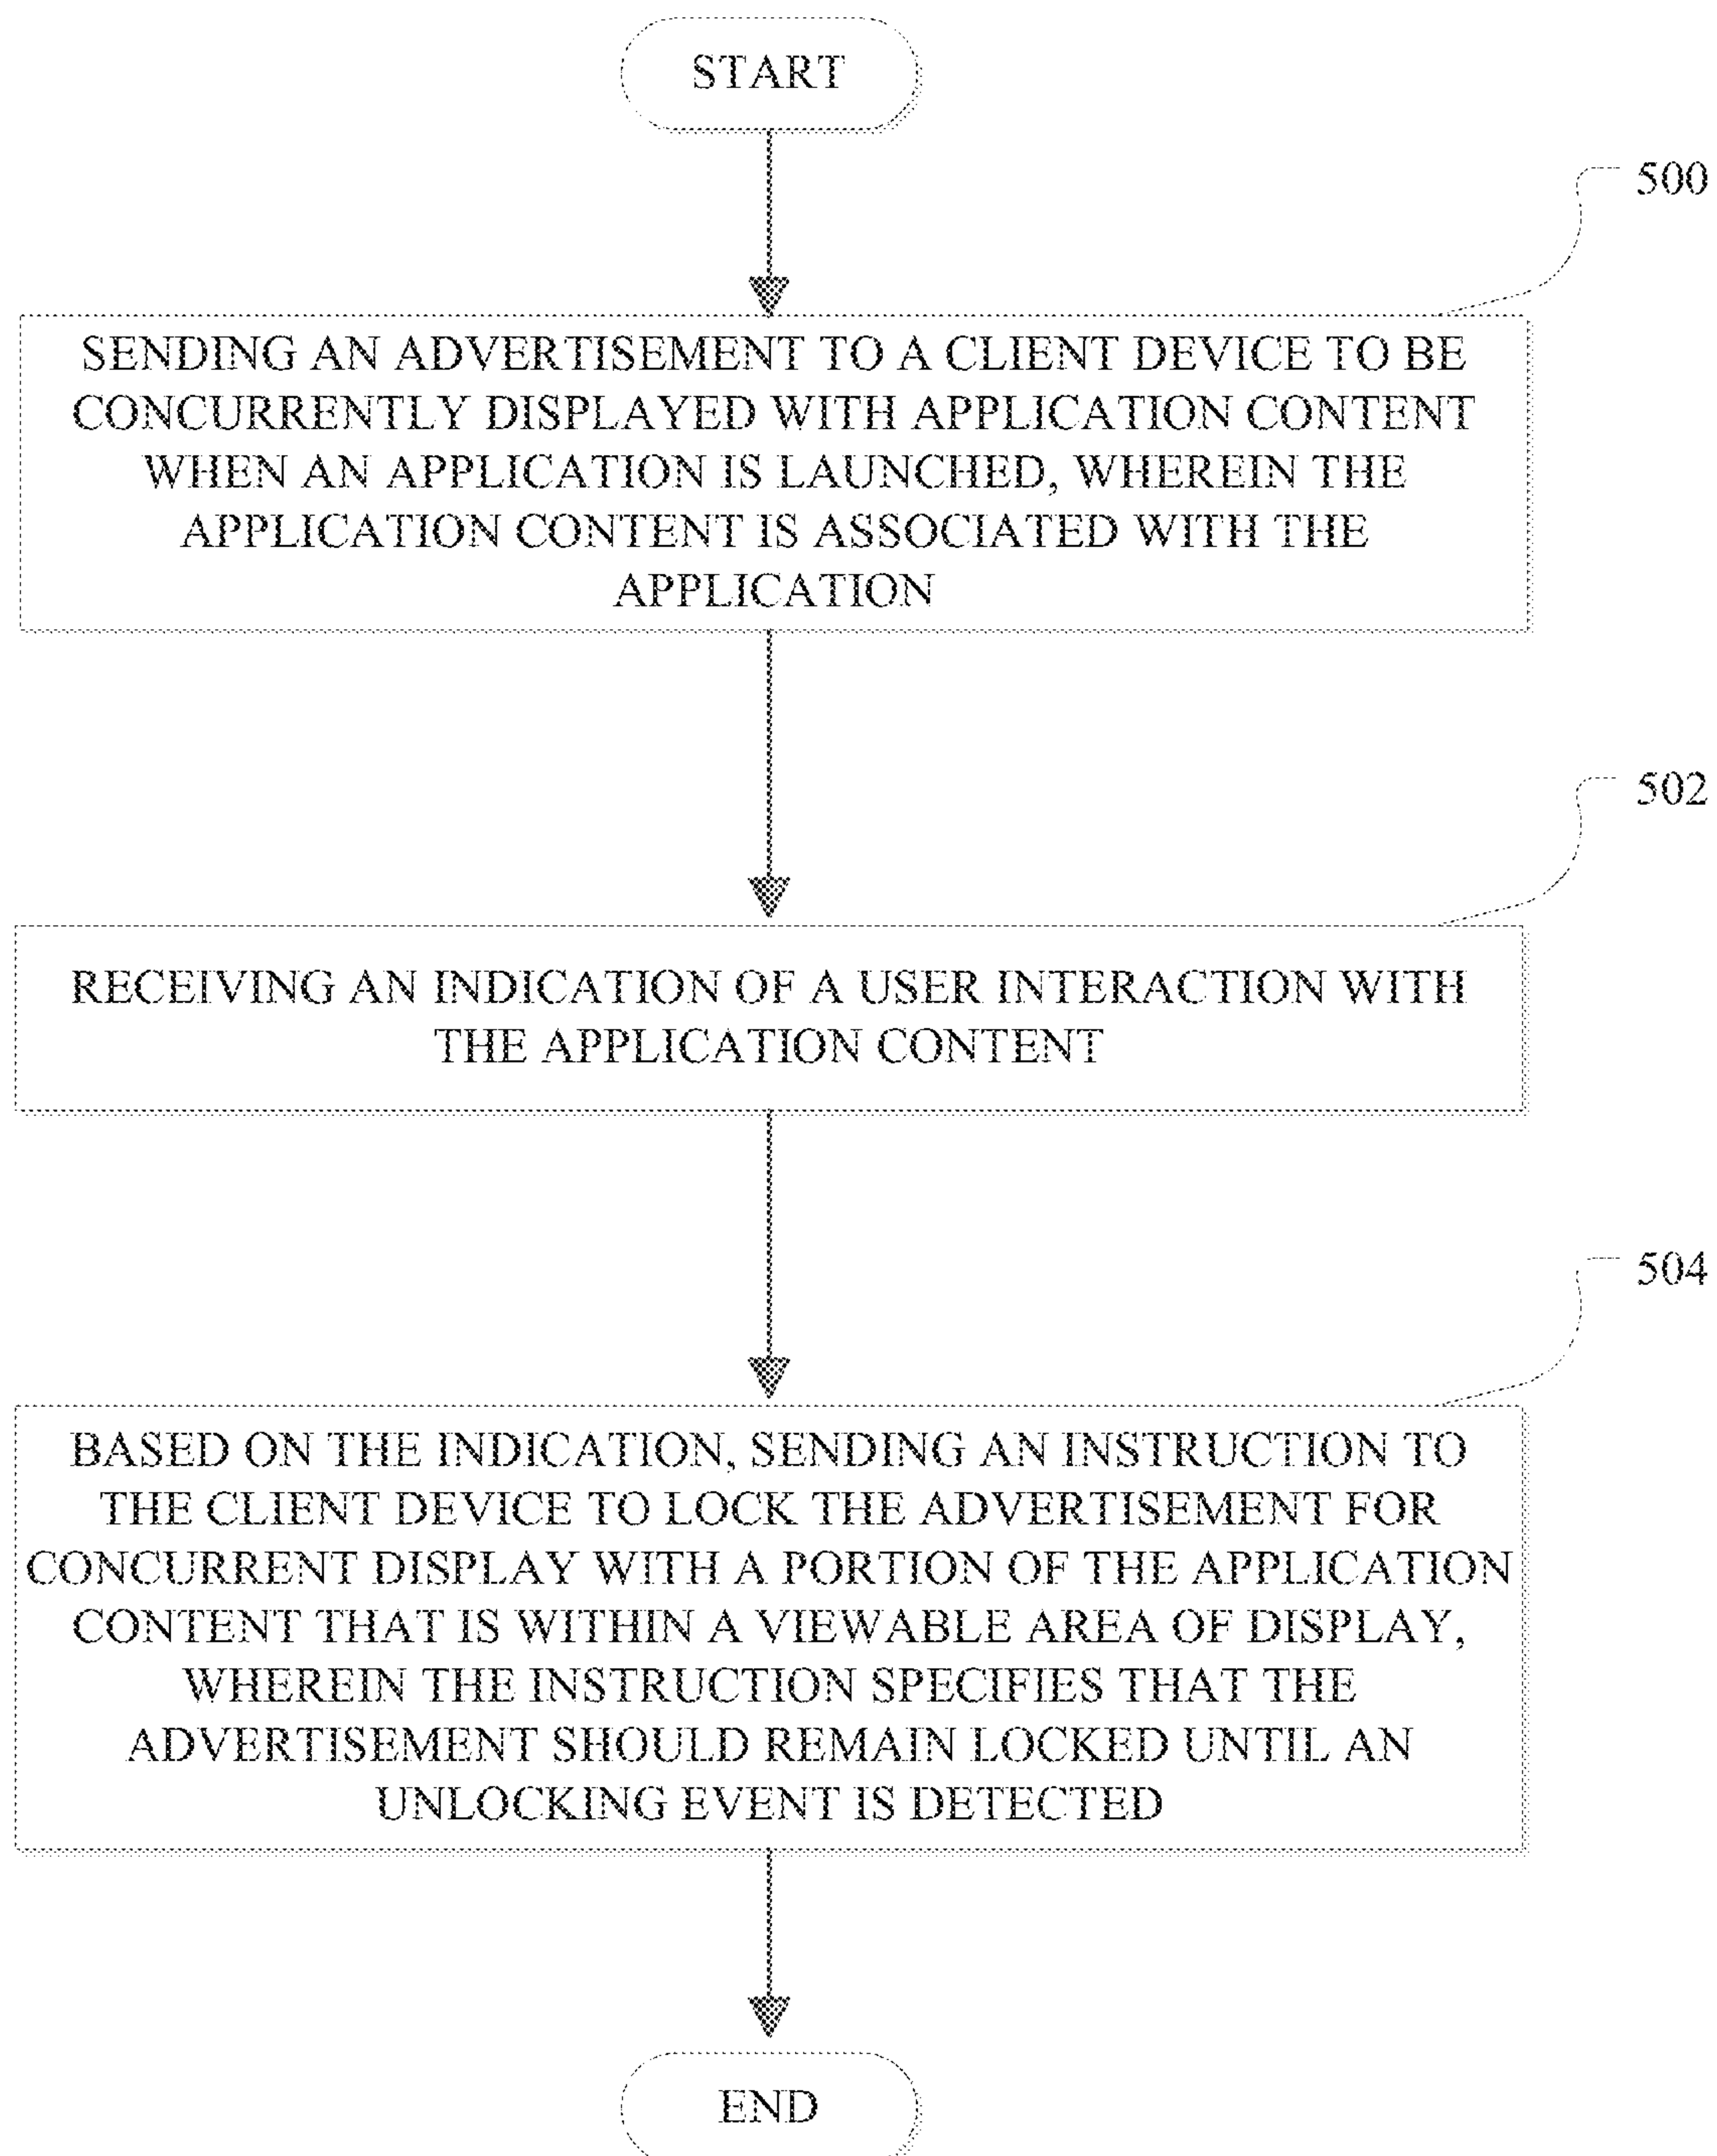 START
500
SENDING AN ADVERTISEMENT TO A CLIENT DEVICE TO BE
CONCURRENTLY DISPLAYED WITH APPLICATION CONTENT
WHEN AN APPLICATION IS LAUNCHED, WHEREIN THE
APPLICATION CONTENT IS ASSOCIATED WITH THE
APPLICATION
502
RECEIVING AN INDICATION OF A USER INTERACTION WITH
THE APPLICATION CONTENT
504
BASED ON THE INDICATION, SENDING AN INSTRUCTION TO
THE CLIENT DEVICE TO LOCK THE ADVERTISEMENT FOR
CONCURRENT DISPLAY WITH A PORTION OF THE APPLICATION
CONTENT THAT IS WITHIN A VIEWABLE AREA OF DISPLAY,
WHEREIN THE INSTRUCTION SPECIFIES THAT THE
ADVERTISEMENT SHOULD REMAIN LOCKED UNTIL AN
UNLOCKING EVENT IS DETECTED
END